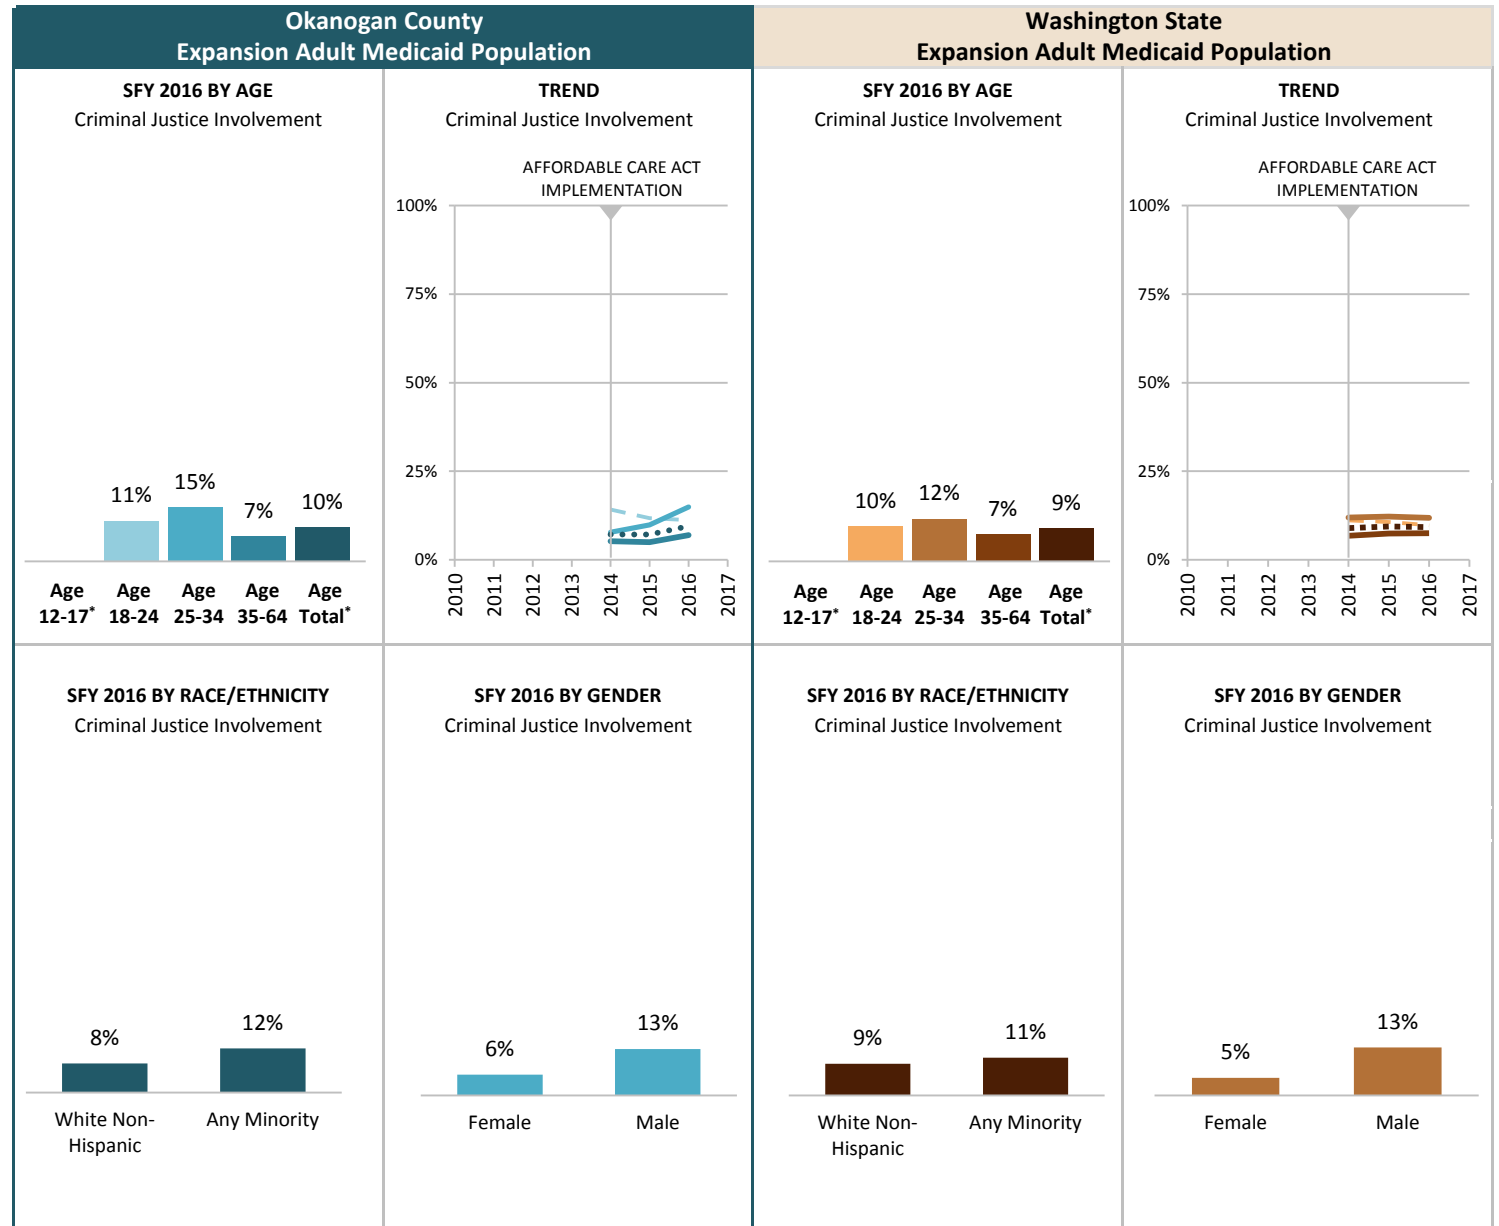 Okanogan County
Expansion Adult Medicaid Population
Washington State
Expansion Adult Medicaid Population
SFY 2016 BY AGE
Criminal Justice Involvement
11%
15%
7%
10%
Age 12-17*
Age 18-24
Age 25-34
Age 35-64
Age Total*
TREND
Criminal Justice Involvement
AFFORDABLE CARE ACT
IMPLEMENTATION
100%
75%
50%
25%
0%
2010
2011
2012
2013
2014
2015
2016
2017
SFY 2016 BY AGE
Criminal Justice Involvement
10%
12%
7%
9%
Age 12-17*
Age 18-24
Age 25-34
Age 35-64
Age Total*
TREND
Criminal Justice Involvement
AFFORDABLE CARE ACT
IMPLEMENTATION
100%
75%
50%
25%
0%
2010
2011
2012
2013
2014
2015
2016
2017
SFY 2016 BY RACE/ETHNICITY
Criminal Justice Involvement
8%
12%
White Non-
Hispanic
Any Minority
SFY 2016 BY GENDER
Criminal Justice Involvement
6%
13%
Female
Male
SFY 2016 BY RACE/ETHNICITY
Criminal Justice Involvement
9%
11%
White Non-
Hispanic
Any Minority
SFY 2016 BY GENDER
Criminal Justice Involvement
5%
13%
Female
Male